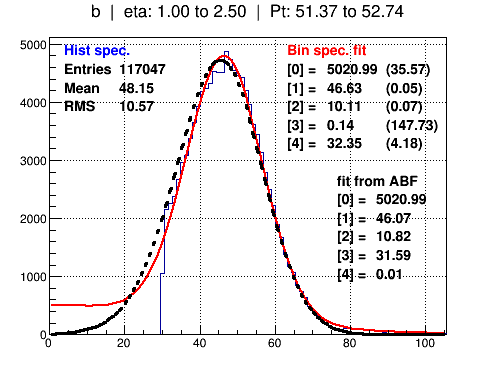 b | eta: 1.00 to 2.50 | Pt: 51.37 to 52.74
Hist spec.
Entries 117047
Mean 48.15
RMS 10.57
Bin spec. fit
[0] = 5020.99 (35.57)
[1] = 46.63 (0.05)
[2] = 10.11 (0.07)
[3] = 0.14 (147.73)
[4] = 32.35 (4.18)
fit from ABF
[0] = 5020.99
[1] = 46.07
[2] = 10.82
[3] = 31.59
[4] = 0.01
5000
4000
3000
2000
1000
0
0 20 40 60 80 100